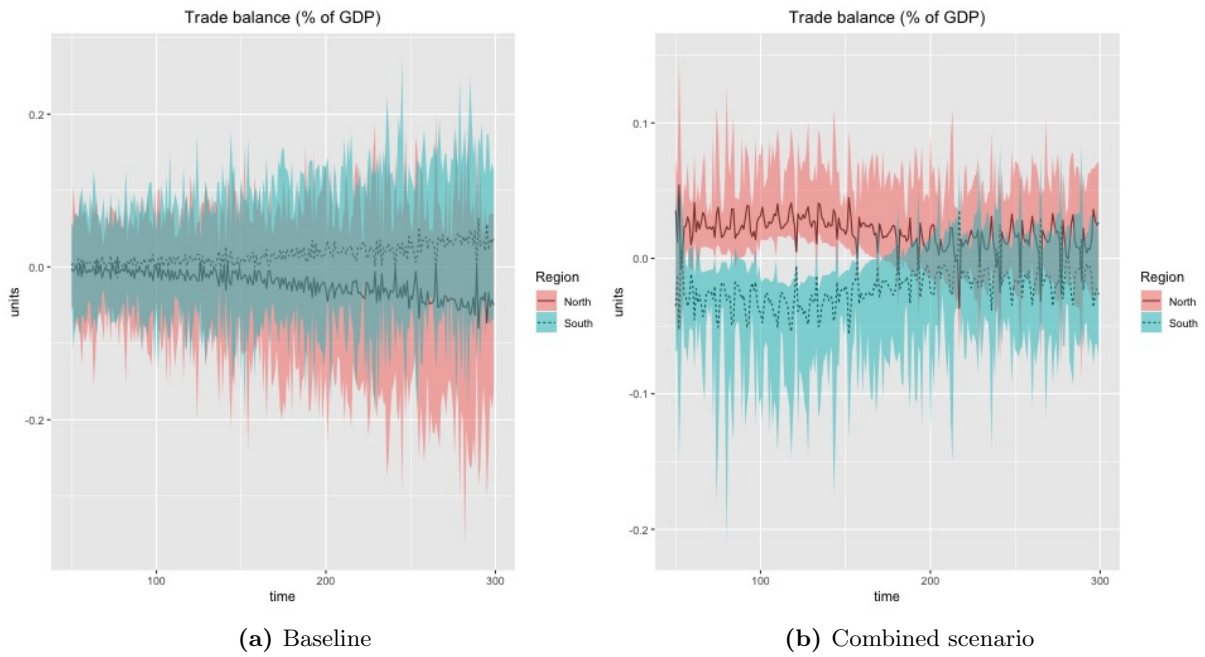 Trade balance (% of GDP)
0.2
0.0
-0.2
units
100
200
300
time
Region
North
South
(a) Baseline
Trade balance (% of GDP)
0.1
0.0
-0.1
-0.2
units
100
200
300
time
Region
North
South
(b) Combined scenario